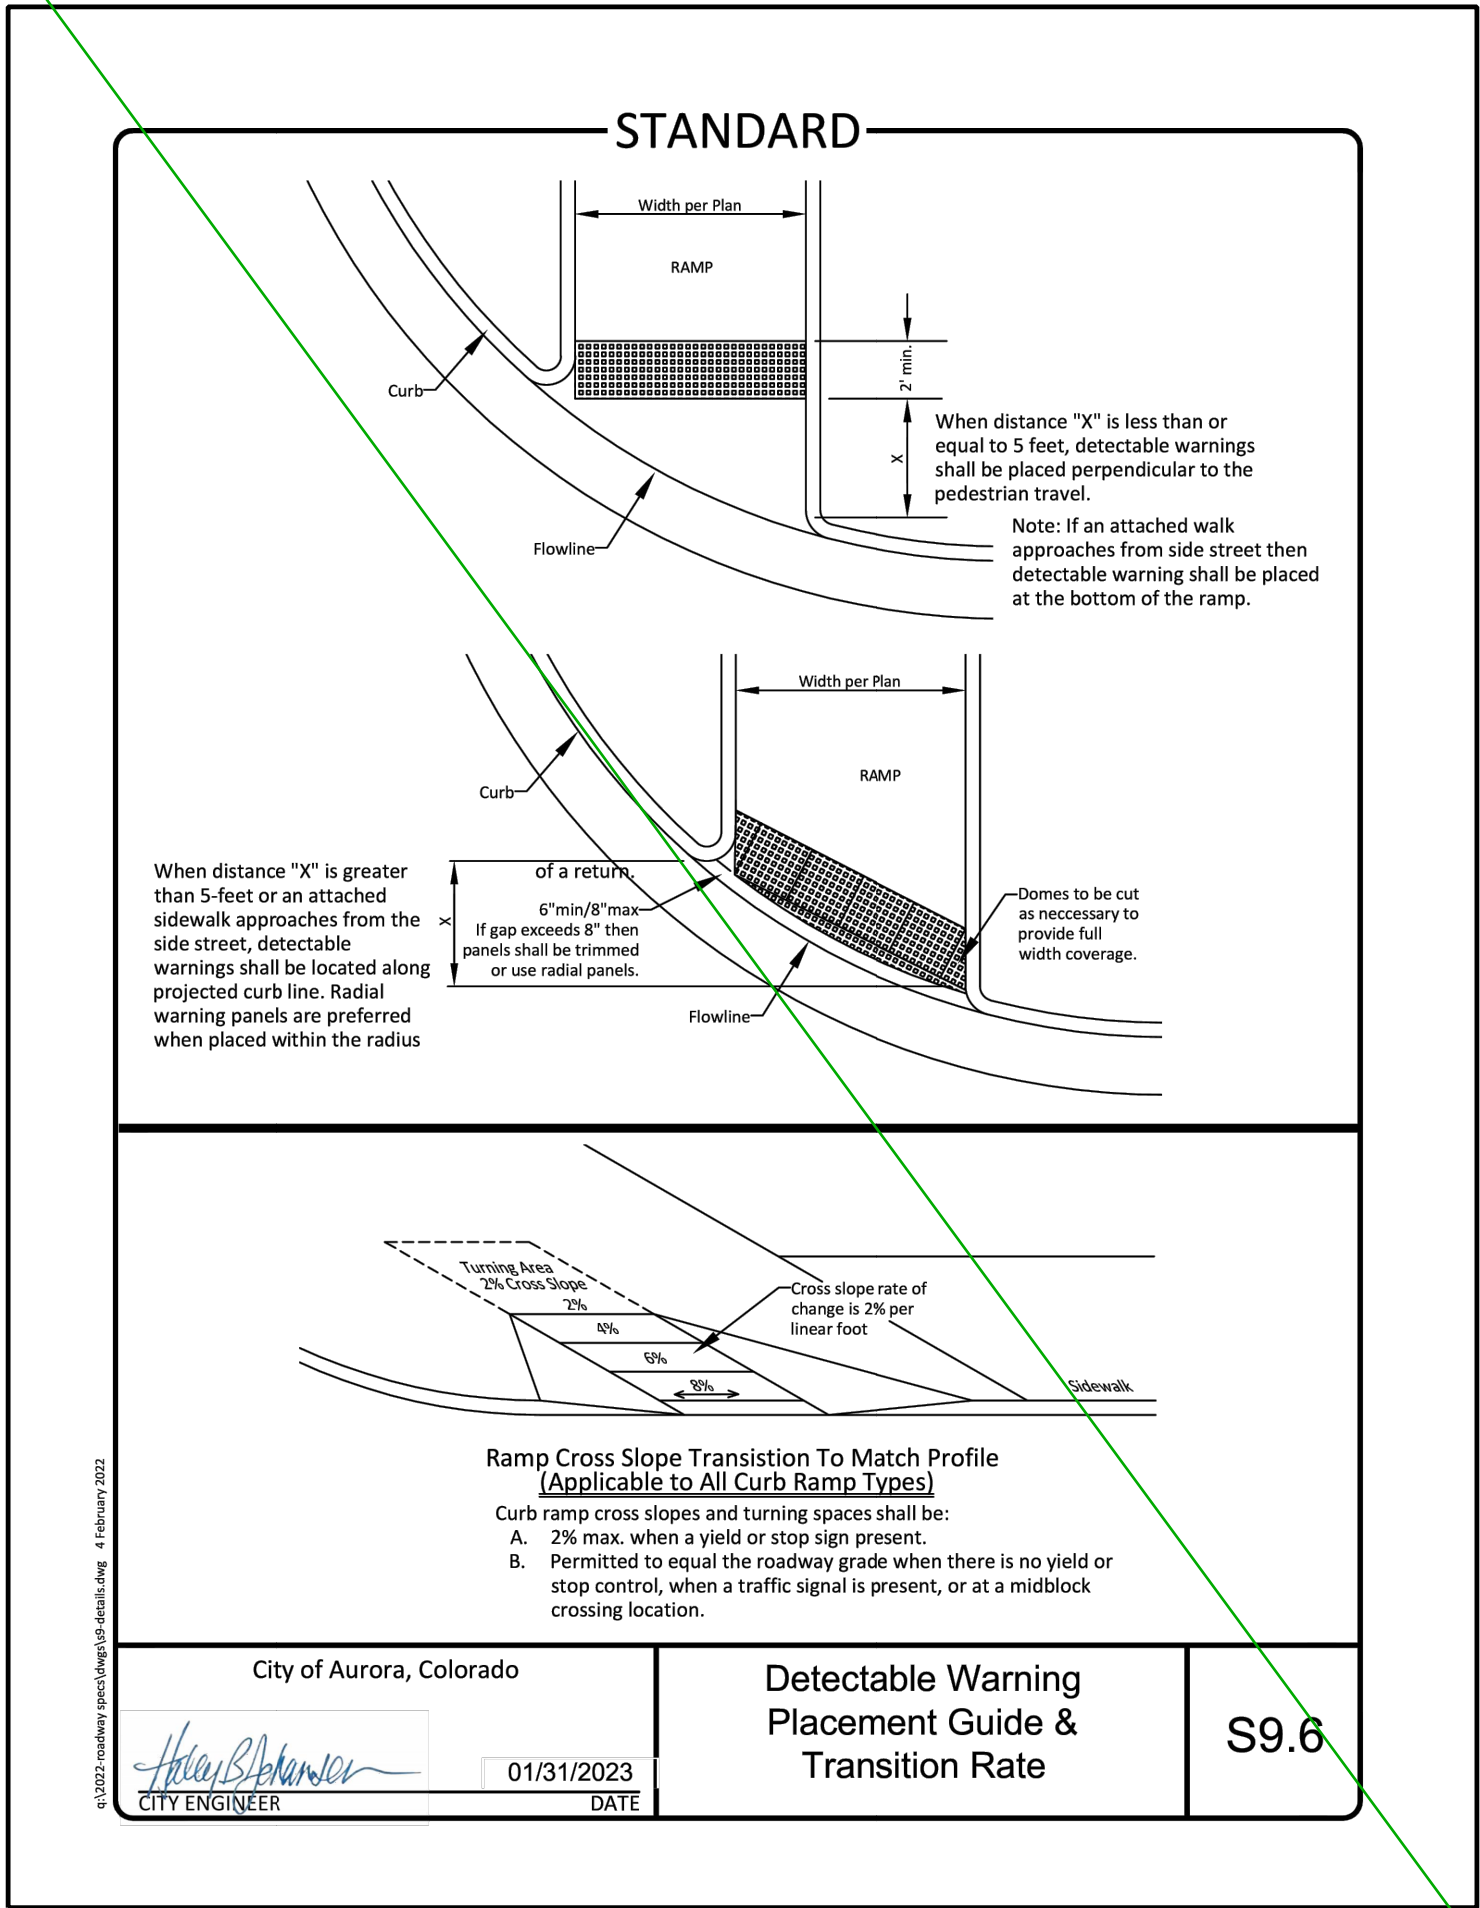 STANDARD
Width per Plan
RAMP
2' min.
Curb
X
When distance "X" is less than or
equal to 5 feet, detectable warnings
shall be placed perpendicular to the
pedestrian travel.
Note: If an attached walk
approaches from side street then
detectable warning shall be placed
at the bottom of the ramp.
Flowline
Width per Plan
RAMP
Curb
When distance "X" is greater
than 5-feet or an attached
sidewalk approaches from the
side street, detectable
warnings shall be located along
projected curb line. Radial
warning panels are preferred
when placed within the radius
of a return.
X
6"min/8"max
If gap exceeds 8" then
panels shall be trimmed
or use radial panels.
Domes to be cut
as neccessary to
provide full
width coverage.
Flowline
Turning Area
2% Cross Slope
2%
4%
6%
8%
Cross slope rate of
change is 2% per
linear foot
Sidewalk
Ramp Cross Slope Transistion To Match Profile
(Applicable to All Curb Ramp Types)
Curb ramp cross slopes and turning spaces shall be:
A. 2% max. when a yield or stop sign present.
B. Permitted to equal the roadway grade when there is no yield or
stop control, when a traffic signal is present, or at a midblock
crossing location.
q:\2022-roadway specs\dwgs\s9-details.dwg 4 February 2022
City of Aurora, Colorado
Haley B Johansen
01/31/2023
CITY ENGINEER
DATE
Detectable Warning
Placement Guide &
Transition Rate
S9.6